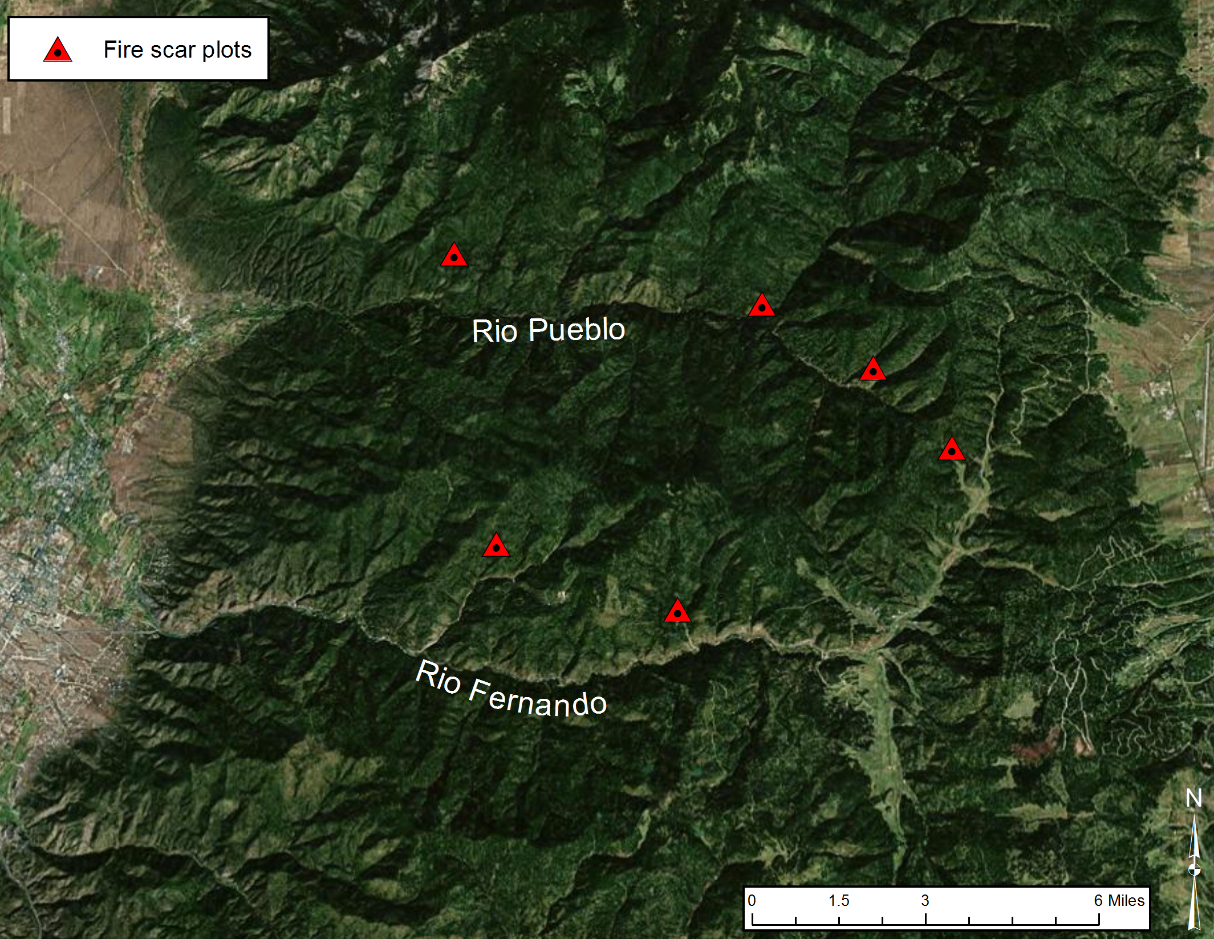 Fire scar plots
Rio Pueblo
Rio Fernando
N
0 1.5 3 6 Miles